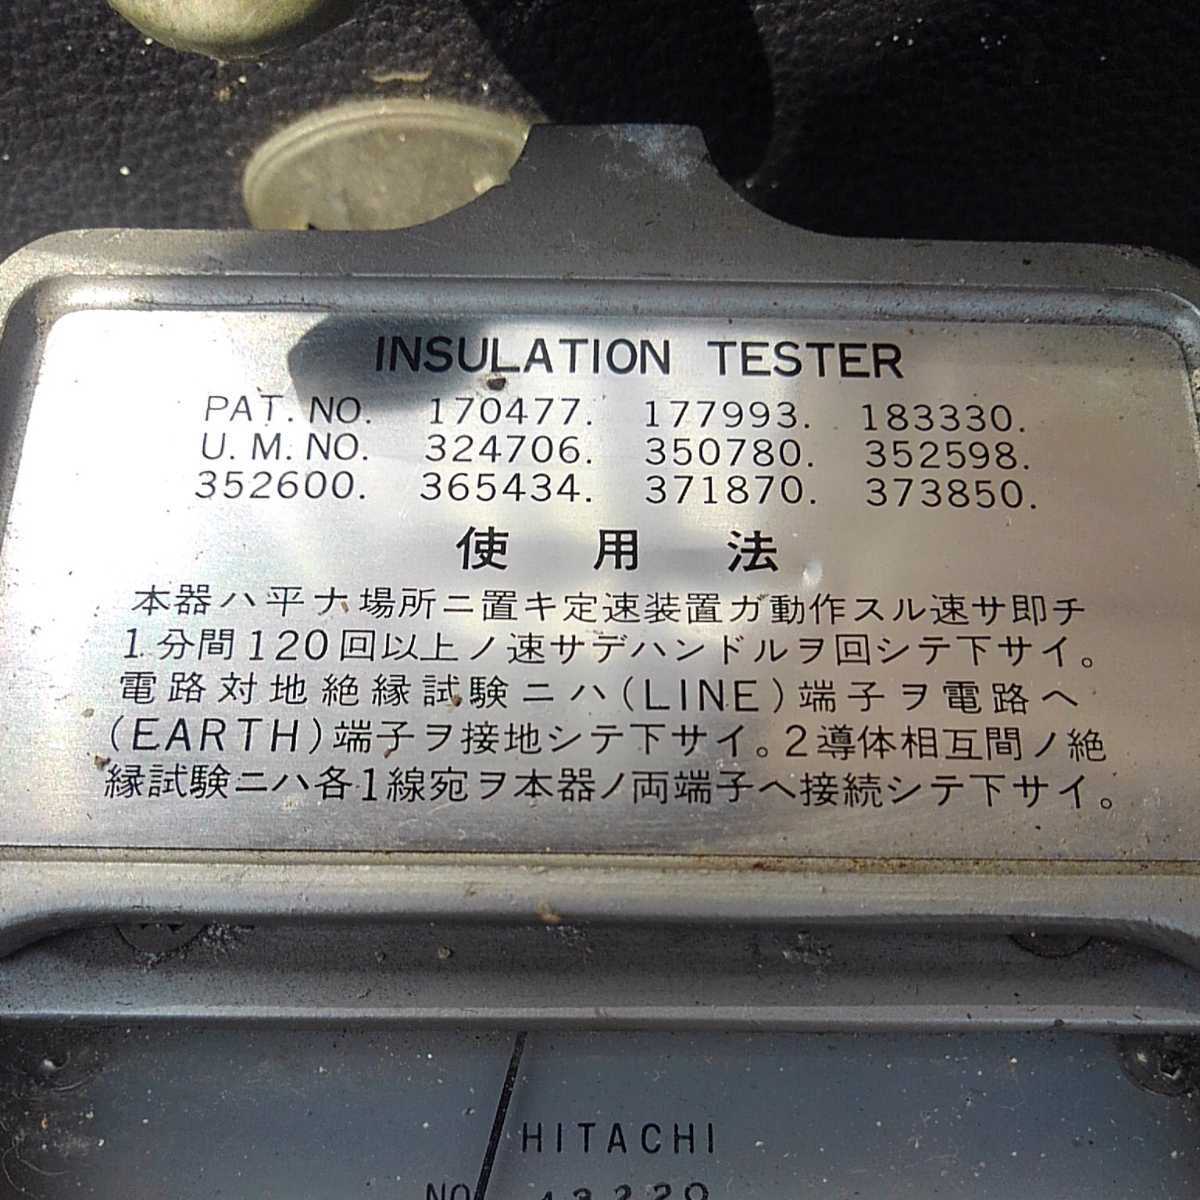 INSULATION TESTER
PAT. NO. 170477. 177993. 183330.
U. M. NO. 324706. 350780. 352598.
352600. 365434. 371870. 373850.
使 用 法
本器ハ平ナ場所ニ置キ定速装置ガ動作スル速サ即チ
1分間120回以上ノ速サデハンドルヲ回シテ下サイ。
電路対地絶縁試験ニハ(LINE)端子ヲ電路ヘ
(EARTH)端子ヲ接地シテ下サイ。2導体相互間ノ絶
縁試験ニハ各1線宛ヲ本器ノ両端子ヘ接続シテ下サイ。
HITACHI
NO 43220